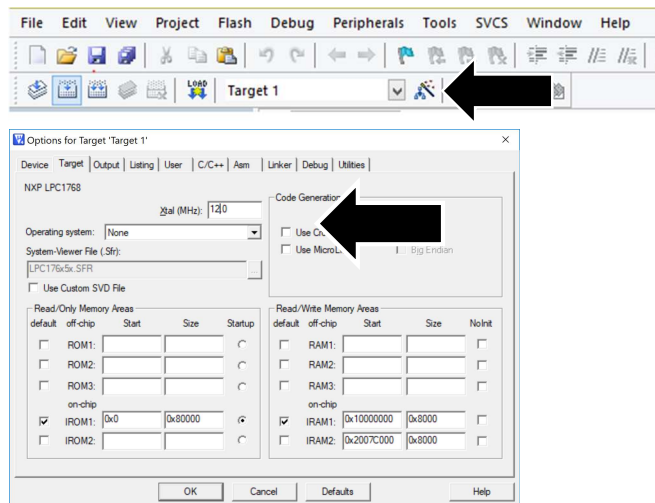 File Edit View Project Flash Debug Peripherals Tools SVCS Window Help
LOAD Target 1
Options for Target 'Target 1'
Device Target Output Listing User C/C++ Asm Linker Debug Utilities
NXP LPC1768
Code Generation
Xtal (MHz): 12.0
Operating system: None
Use
System-Viewer File (.Sfr):
Use Big Endian
LPC176x5x.SFR ...
Use Custom SVD File
Read/Only Memory Areas Read/Write Memory Areas
default off-chip Start Size Startup default off-chip Start Size NoInit
ROM1: RAM1:
ROM2: RAM2:
ROM3: RAM3:
on-chip on-chip
IROM1: 0x0 0x80000 IRAM1: 0x10000000 0x8000
IROM2: IRAM2: 0x2007C000 0x8000
OK Cancel Defaults Help